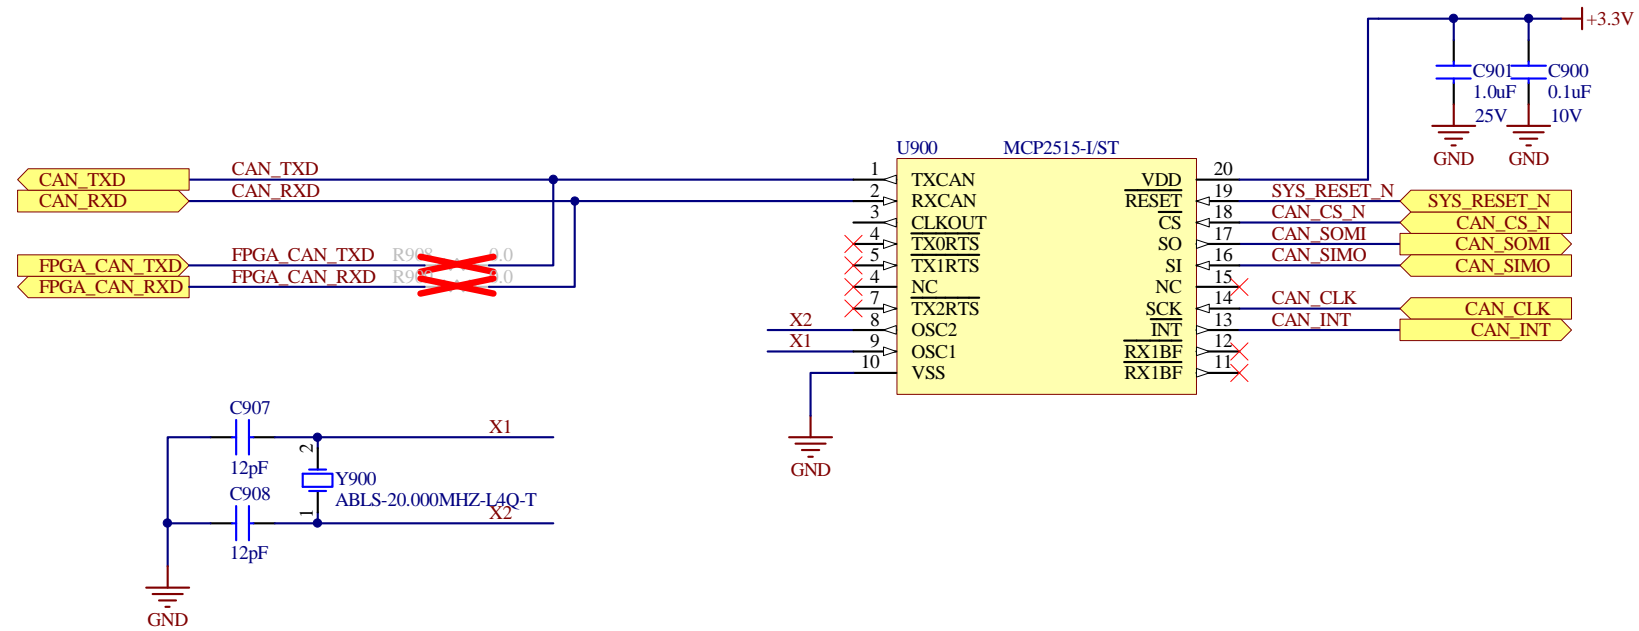 +3.3V
C901
1.0uF
25V
C900
0.1uF
10V
GND
GND
U900
MCP2515-I/ST
CAN_TXD
CAN_RXD
CAN_TXD
CAN_RXD
FPGA_CAN_TXD
FPGA_CAN_RXD
FPGA_CAN_TXD
FPGA_CAN_RXD
0.0
0.0
X2
X1
1 TXCAN
2 RXCAN
3 CLKOUT
4 TX0RTS
5 TX1RTS
4 NC
7 TX2RTS
8 OSC2
9 OSC1
10 VSS
GND
VDD 20
RESET 19
CS 18
SO 17
SI 16
NC 15
SCK 14
INT 13
RX1BF 12
RX1BF 11
SYS_RESET_N
CAN_CS_N
CAN_SOMI
CAN_SIMO
CAN_CLK
CAN_INT
SYS_RESET_N
CAN_CS_N
CAN_SOMI
CAN_SIMO
CAN_CLK
CAN_INT
C907
12pF
C908
12pF
2
1
Y900
ABLS-20.000MHZ-L4Q-T
X1
X2
GND